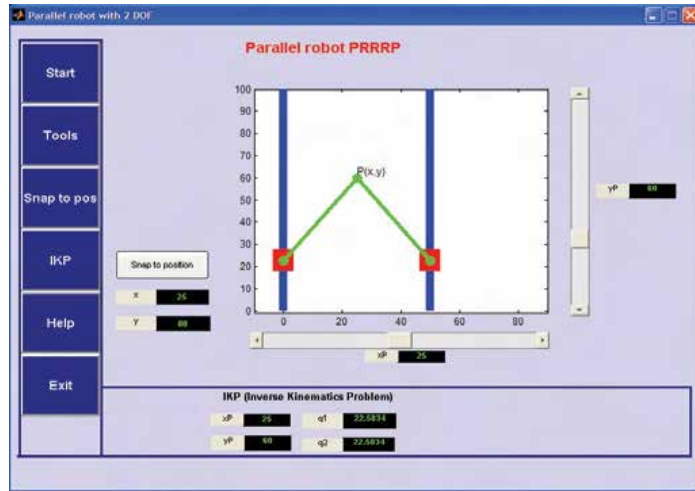 Parallel robot with 2 DOF
Parallel robot PRRRP
Start
Tools
Snap to pos
IKP
Help
Exit
100
90
80
70
60
50
40
30
20
10
0
0 20 40 60 80
P(x,y)
yP 60
Snap to position
x 25
Y
xP 25
IKP (Inverse Kinematics Problem)
xP 25 q1 22.5834
yP 60 q2 22.5834